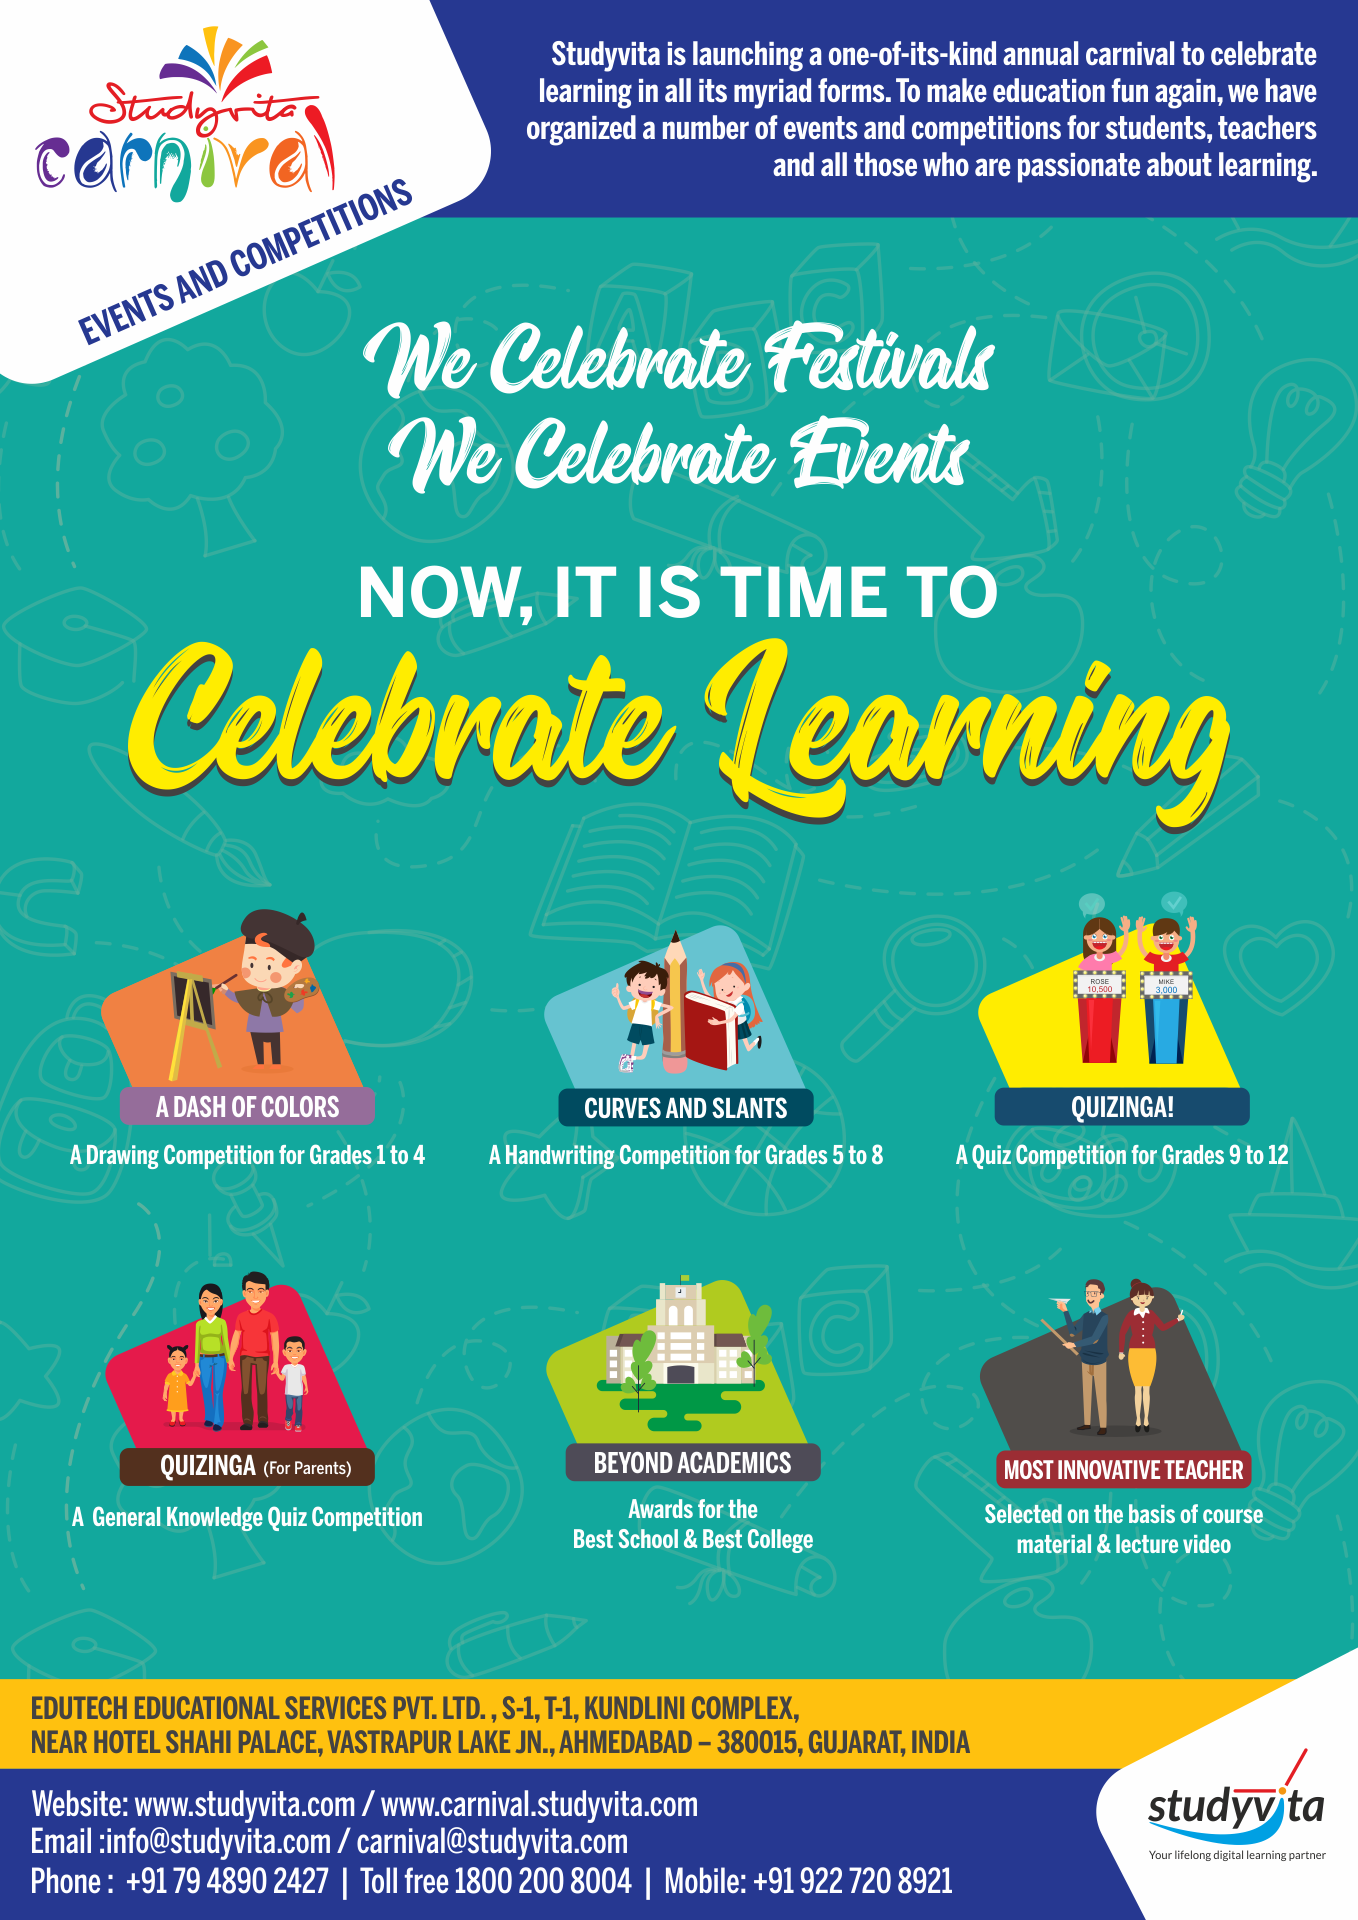 Studyvita
carnival
EVENTS AND COMPETITIONS
Studyvita is launching a one-of-its-kind annual carnival to celebrate
learning in all its myriad forms. To make education fun again, we have
organized a number of events and competitions for students, teachers
and all those who are passionate about learning.
We Celebrate Festivals
We Celebrate Events
NOW, IT IS TIME TO
Celebrate Learning
ROSE
10,500
MIKE
3,000
A DASH OF COLORS
A Drawing Competition for Grades 1 to 4
CURVES AND SLANTS
A Handwriting Competition for Grades 5 to 8
QUIZINGA!
A Quiz Competition for Grades 9 to 12
QUIZINGA (For Parents)
A General Knowledge Quiz Competition
BEYOND ACADEMICS
Awards for the
Best School & Best College
MOST INNOVATIVE TEACHER
Selected on the basis of course
material & lecture video
EDUTECH EDUCATIONAL SERVICES PVT. LTD. , S-1, T-1, KUNDLINI COMPLEX,
NEAR HOTEL SHAHI PALACE, VASTRAPUR LAKE JN., AHMEDABAD – 380015, GUJARAT, INDIA
Website: www.studyvita.com / www.carnival.studyvita.com
Email :info@studyvita.com / carnival@studyvita.com
Phone : +91 79 4890 2427 | Toll free 1800 200 8004 | Mobile: +91 922 720 8921
studyvita
Your lifelong digital learning partner